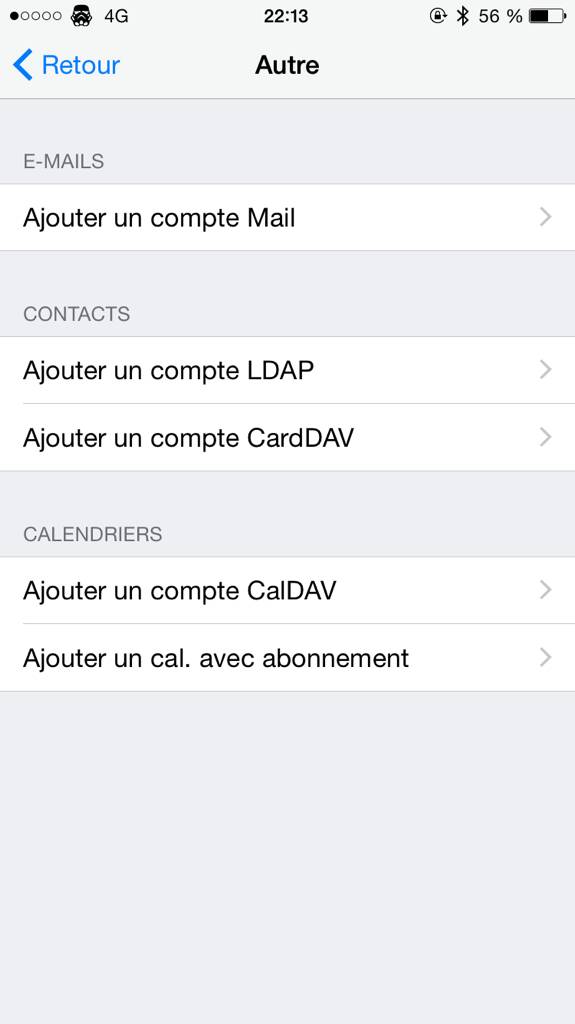 4G 22:13 56 %
Retour Autre
E-MAILS
Ajouter un compte Mail
CONTACTS
Ajouter un compte LDAP
Ajouter un compte CardDAV
CALENDRIERS
Ajouter un compte CalDAV
Ajouter un cal. avec abonnement